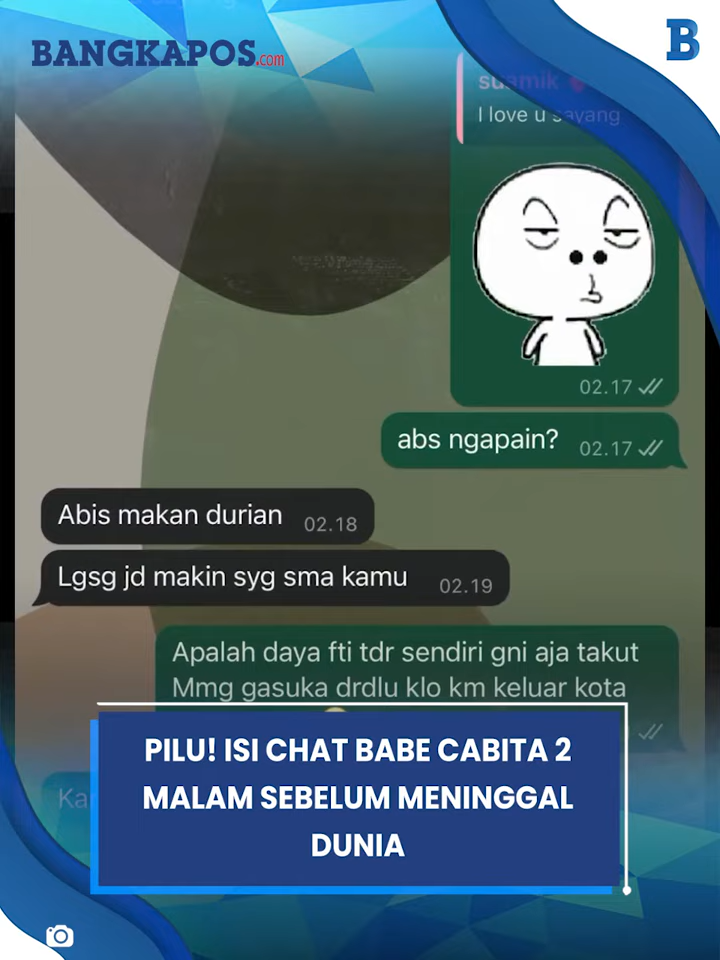 BANGKAPOS.com
B
suamik
I love u sayang
02.17
abs ngapain? 02.17
Abis makan durian 02.18
Lgsg jd makin syg sma kamu 02.19
Apalah daya fti tdr sendiri gni aja takut
Mmg gasuka drdlu klo km keluar kota
PILU! ISI CHAT BABE CABITA 2
MALAM SEBELUM MENINGGAL
DUNIA